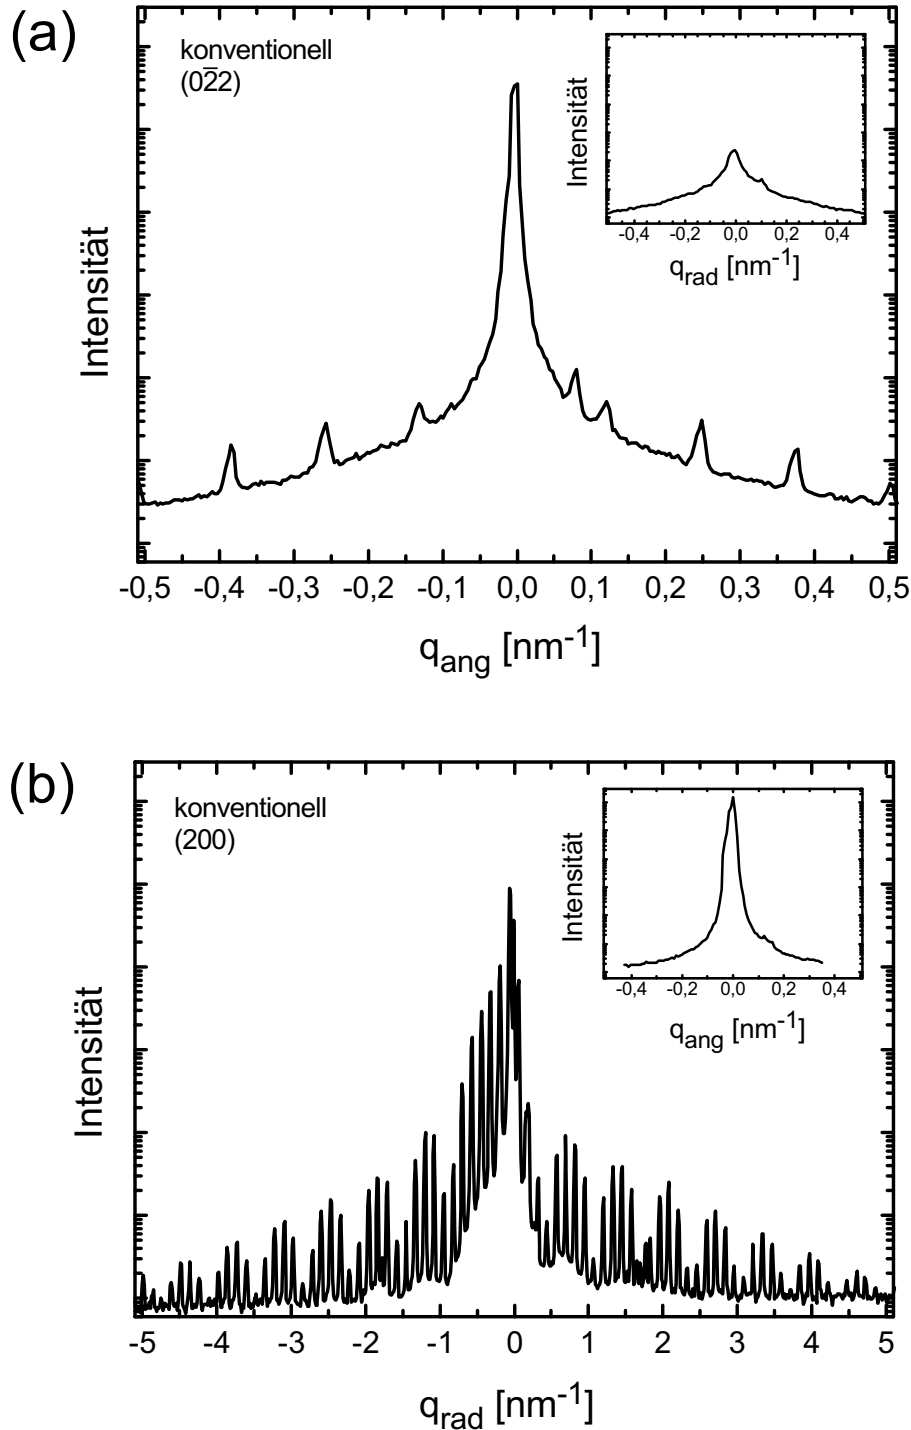 (a)
konventionell
(02̅2)
Intensität
Intensität
-0,4 -0,2 0,0 0,2 0,4
q_rad [nm⁻¹]
-0,5 -0,4 -0,3 -0,2 -0,1 0,0 0,1 0,2 0,3 0,4 0,5
q_ang [nm⁻¹]
(b)
konventionell
(200)
Intensität
Intensität
-0,4 -0,2 0,0 0,2 0,4
q_ang [nm⁻¹]
-5 -4 -3 -2 -1 0 1 2 3 4 5
q_rad [nm⁻¹]